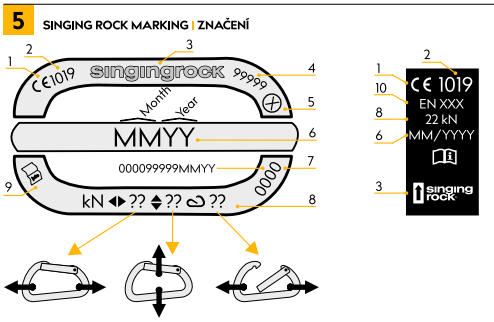 5 SINGING ROCK MARKING | ZNAČENÍ
1
2
3
4
CE 1019
singingrock
99999
5
Month
Year
MMYY
6
000099999MMYY
7
0000
9
kN ?? ?? ??
8
2
1
CE 1019
10
EN XXX
8
22 kN
6
MM/YYYY
i
3
singing
rock